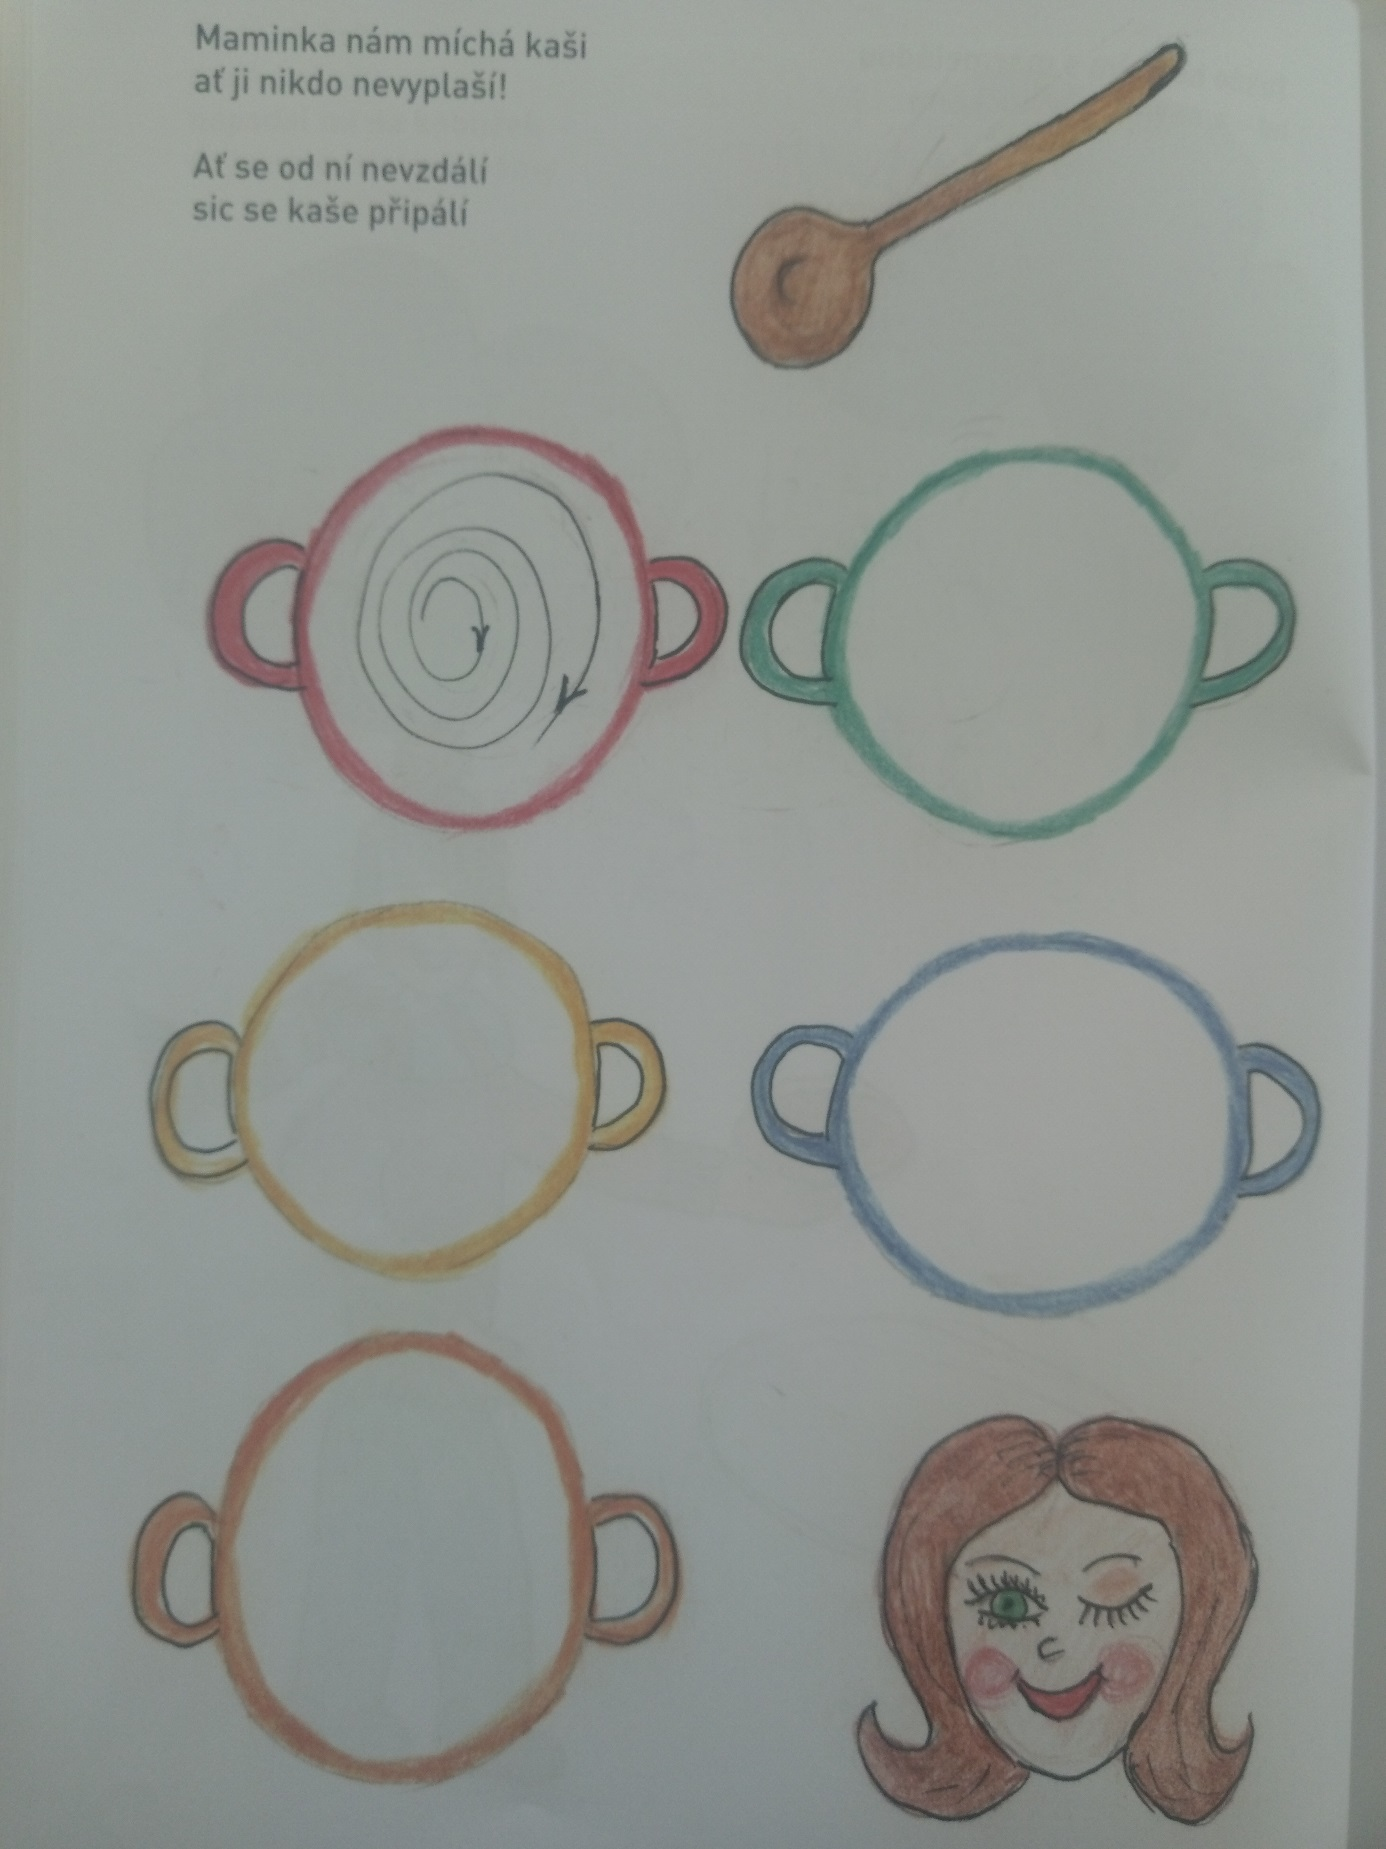 Maminka nám míchá kaši
ať ji nikdo nevyplaší!
Ať se od ní nevzdálí
sic se kaše připálí